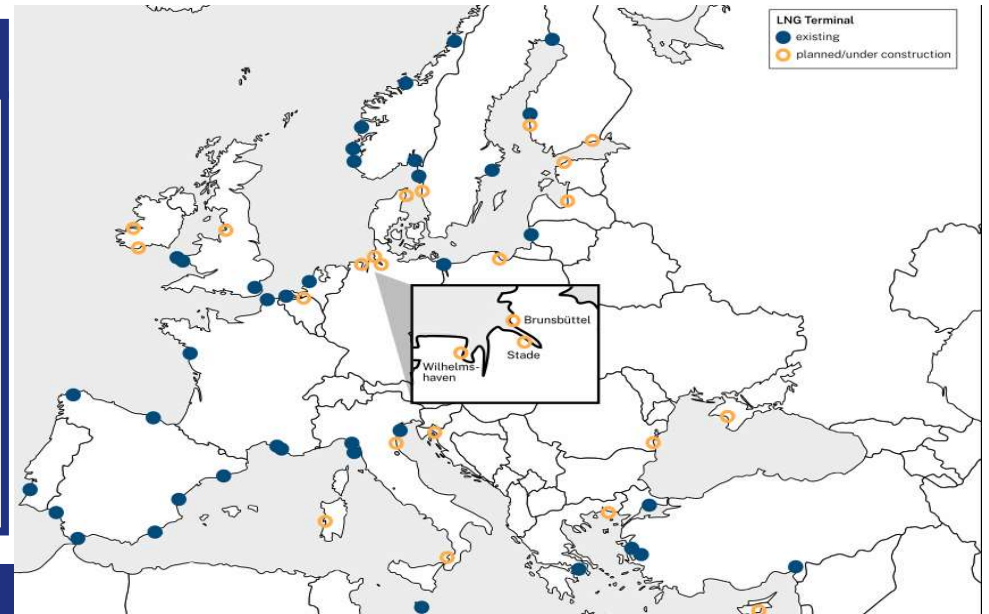 LNG Terminal
existing
planned/under construction
Brunsbüttel
Stade
Wilhelms-
haven